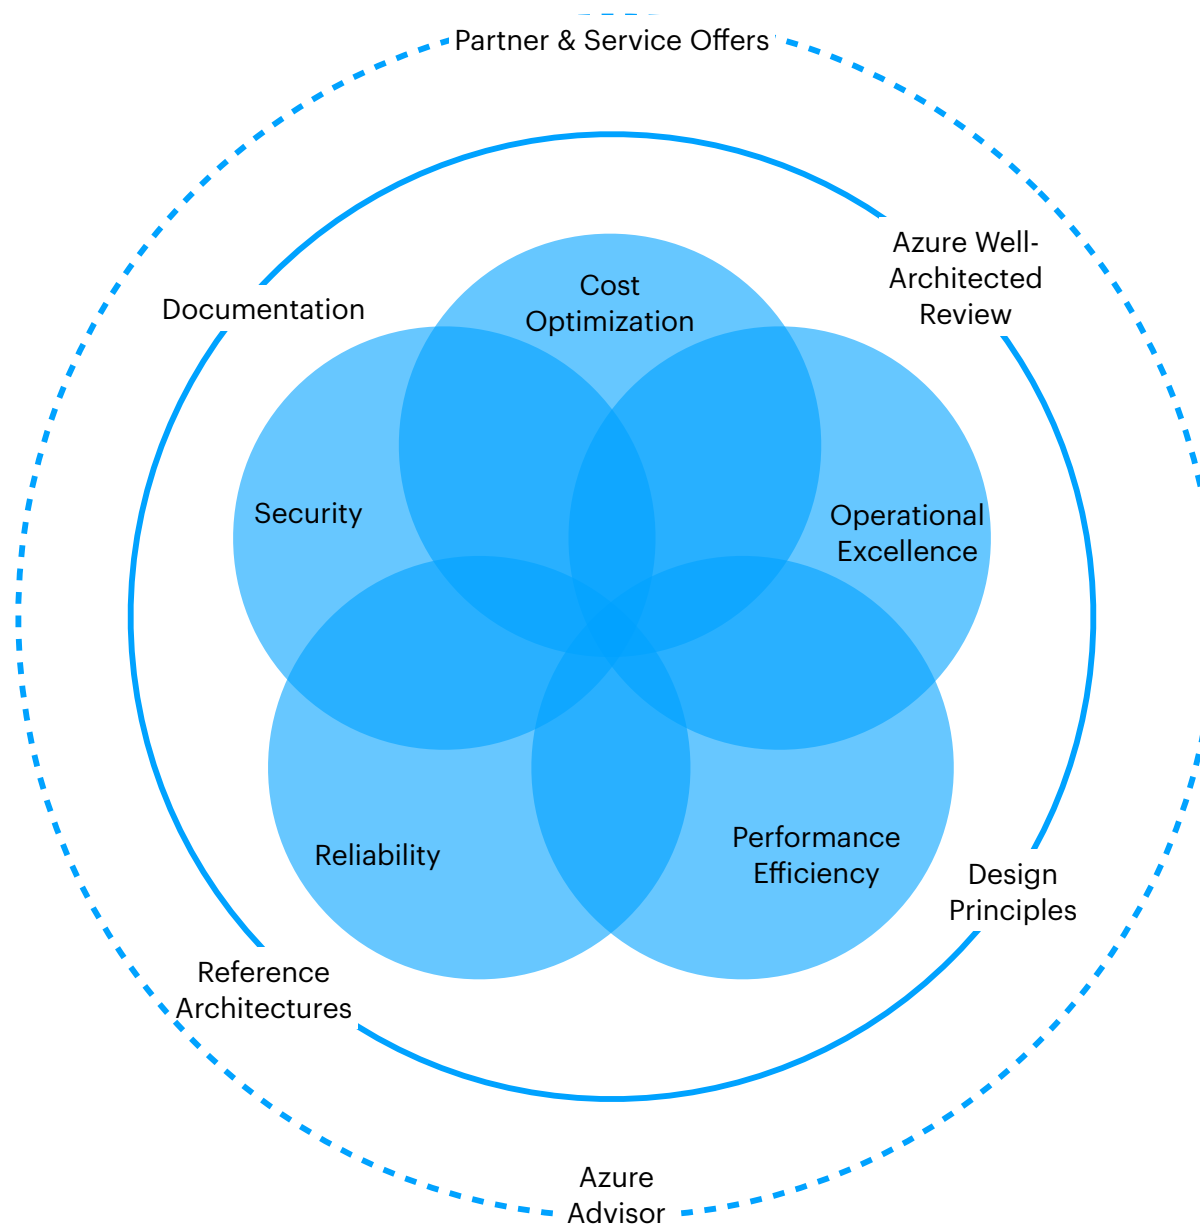 Partner & Service Offers
Azure Well-
Architected
Review
Documentation
Cost
Optimization
Security
Operational
Excellence
Reliability
Performance
Efficiency
Design
Principles
Reference
Architectures
Azure
Advisor